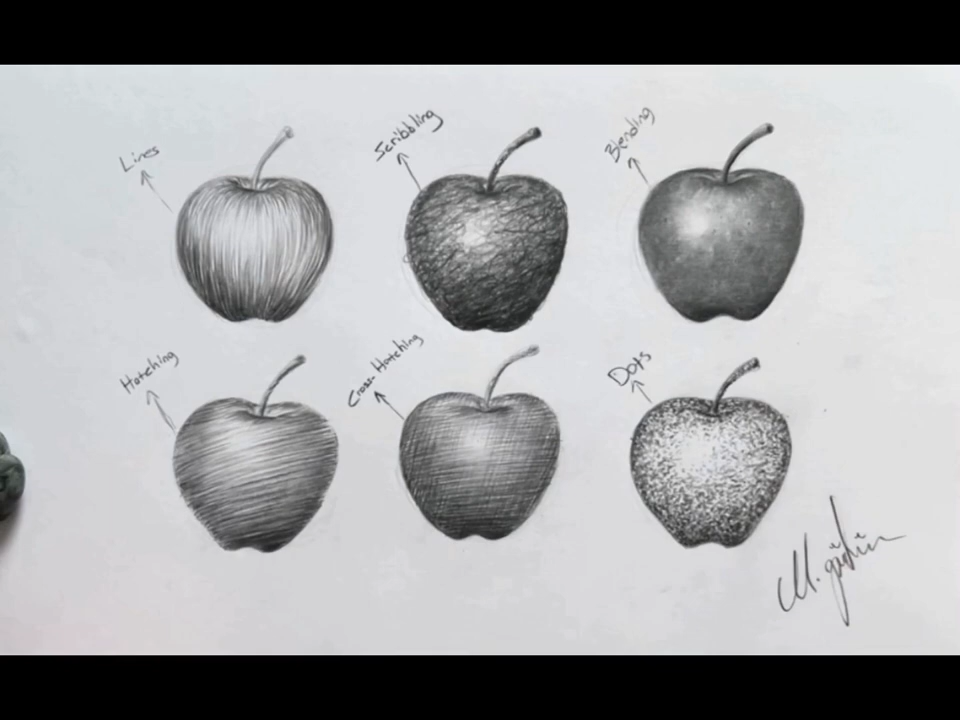 Lines
Scribbling
Blending
Hatching
Cross-Hatching
Dots